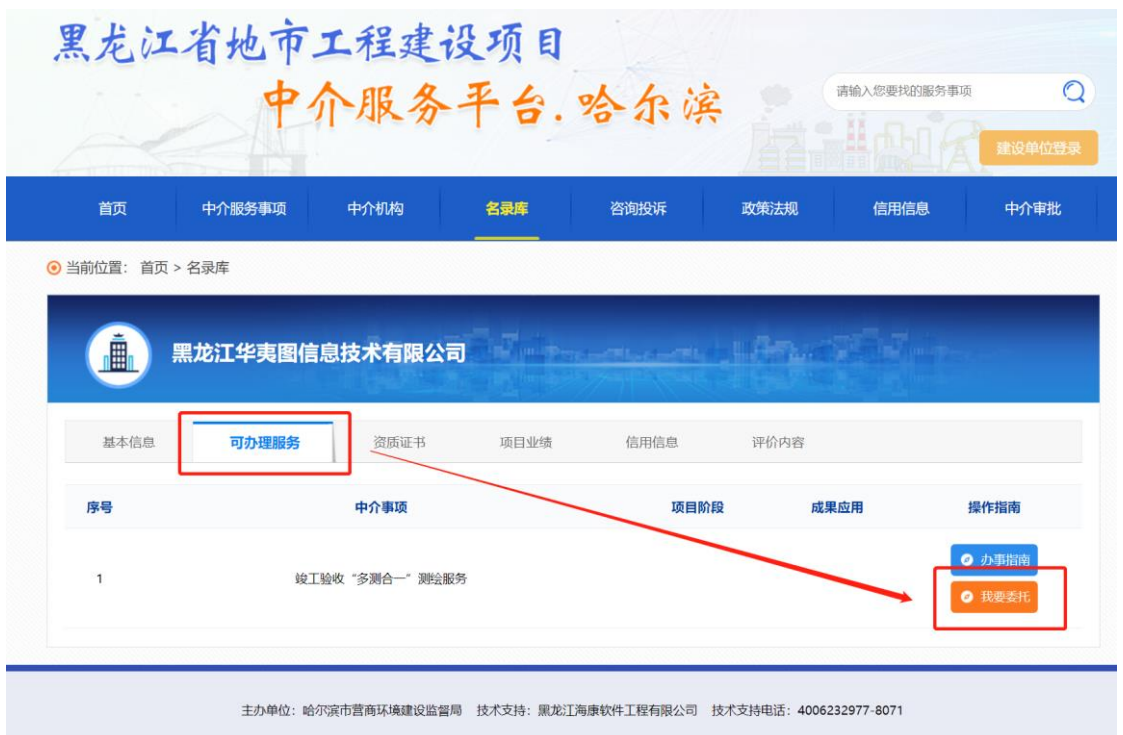 黑龙江省地市工程建设项目
中介服务平台.哈尔滨
请输入您要找的服务事项
建设单位登录
首页 中介服务事项 中介机构 名录库 咨询投诉 政策法规 信用信息 中介审批
当前位置： 首页 > 名录库
黑龙江华夷图信息技术有限公司
基本信息 可办理服务 资质证书 项目业绩 信用信息 评价内容
序号 中介事项 项目阶段 成果应用 操作指南
办事指南
1 竣工验收“多测合一”测绘服务
我要委托
主办单位：哈尔滨市营商环境建设监督局 技术支持：黑龙江海康软件工程有限公司 技术支持电话：4006232977-8071